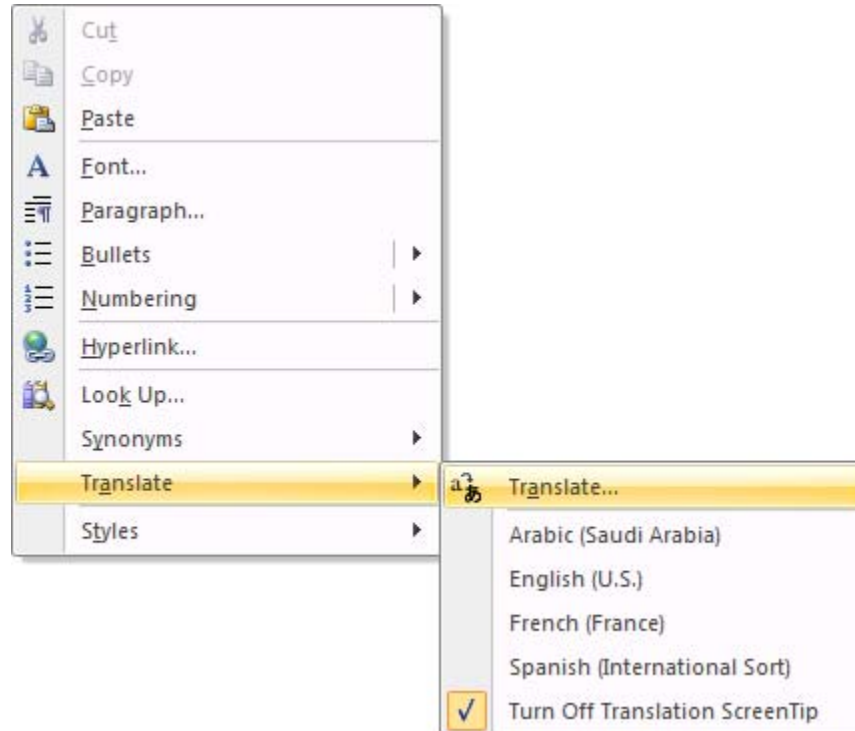 Cut
Copy
Paste
Font...
Paragraph...
Bullets
Numbering
Hyperlink...
Look Up...
Synonyms
Translate
Styles
Translate...
Arabic (Saudi Arabia)
English (U.S.)
French (France)
Spanish (International Sort)
Turn Off Translation ScreenTip